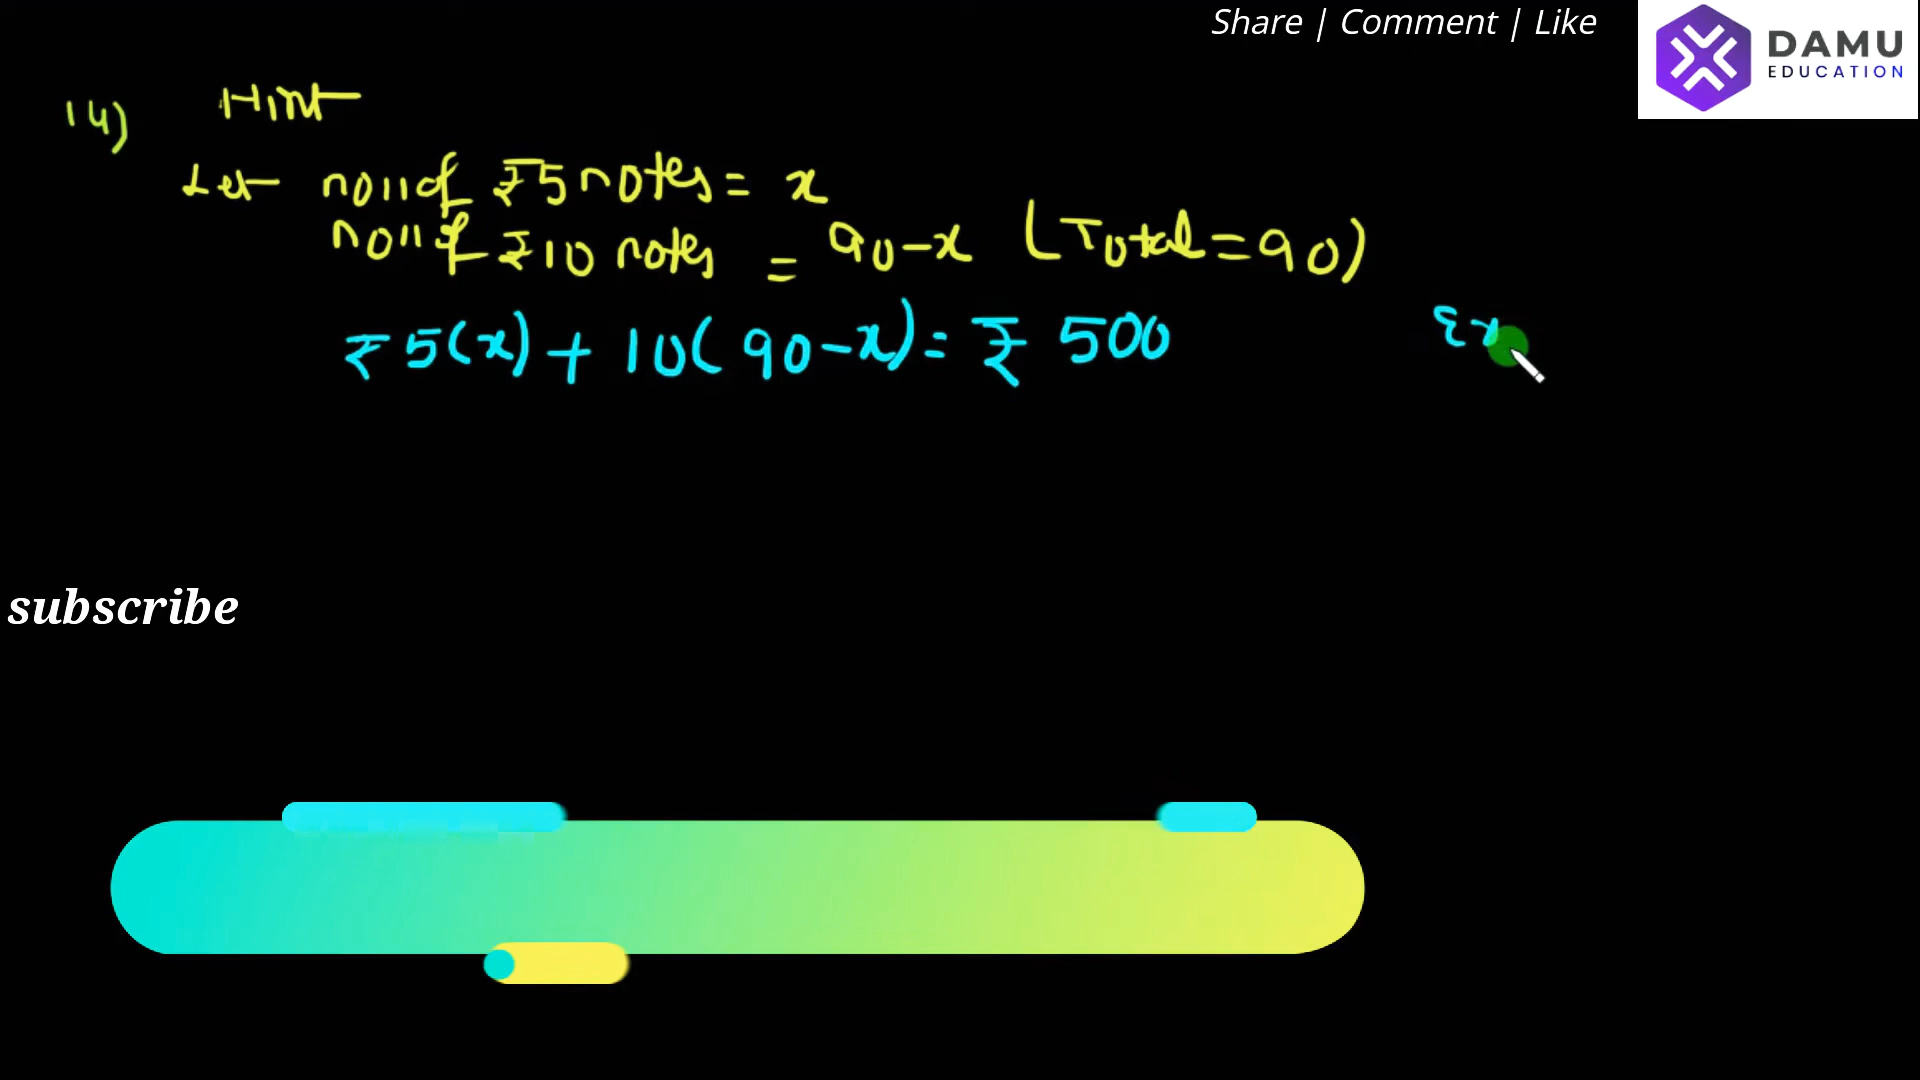 Share | Comment | Like
DAMU
EDUCATION
14) Hint
Let no" of ₹5 notes = x
no" of ₹10 notes = 90-x (Total=90)
₹5(x) + 10(90-x) = ₹ 500
Ex
subscribe